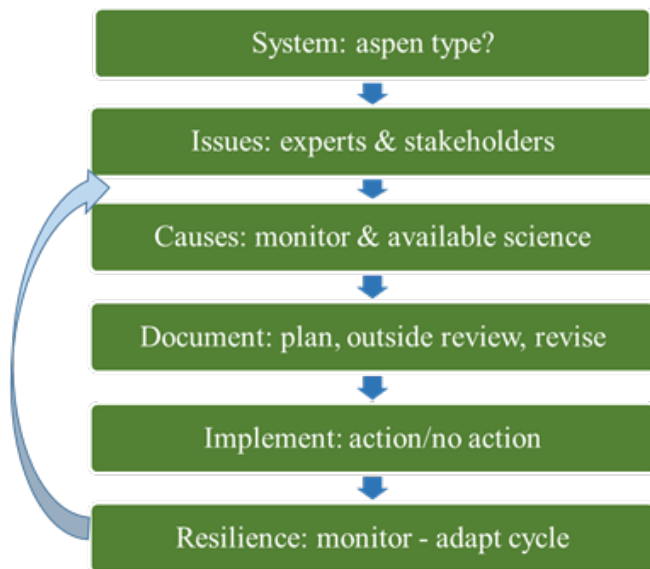 System: aspen type?
Issues: experts & stakeholders
Causes: monitor & available science
Document: plan, outside review, revise
Implement: action/no action
Resilience: monitor - adapt cycle